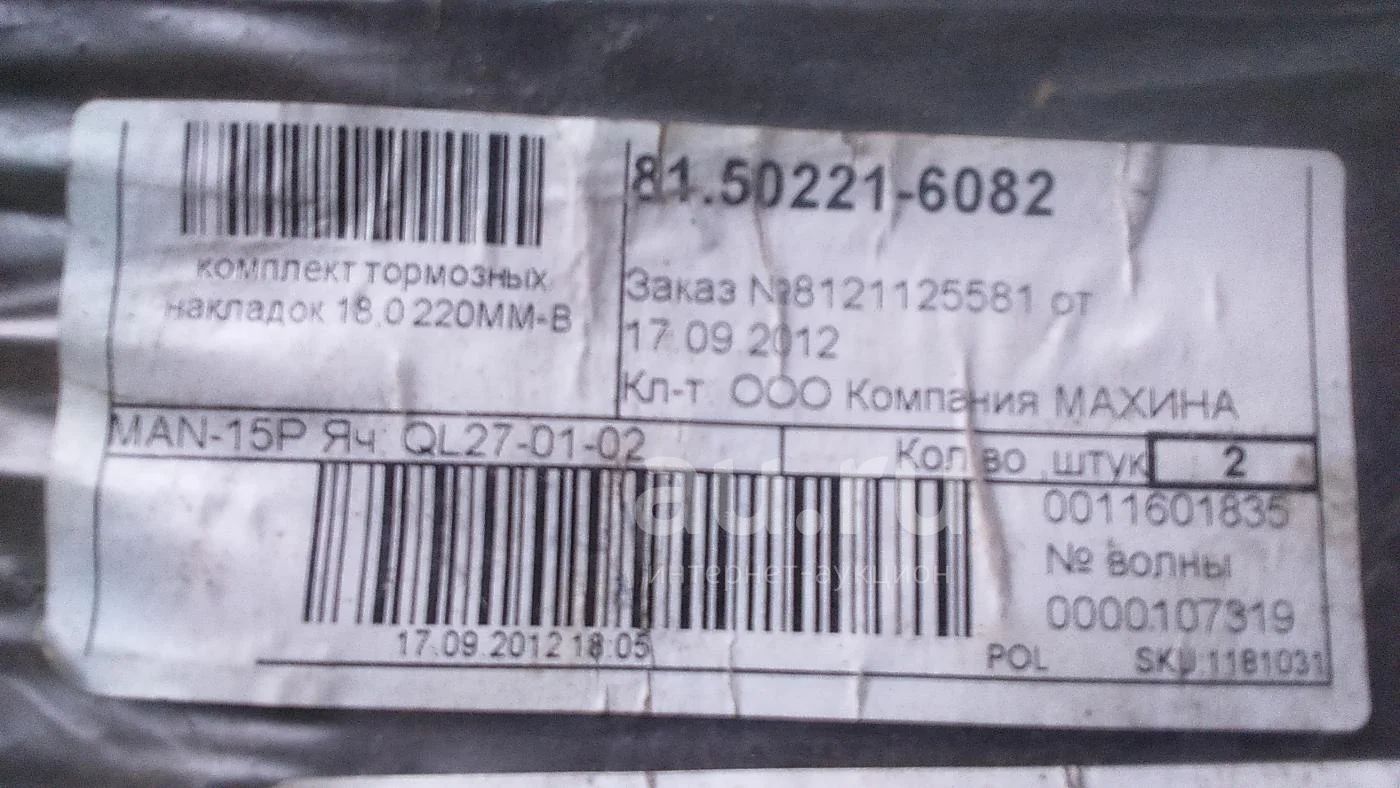 81.50221-6082
комплект тормозных
накладок 18.0 220ММ-В
Заказ №8121125581 от
17.09.2012
Кл-т: ООО Компания МАХИНА
MAN-15P Яч: QL27-01-02
Кол-во ,штук 2
0011601835
№ волны
0000107319
17.09.2012 18:05
POL
SKU:1181031
au.ru
интернет-аукцион